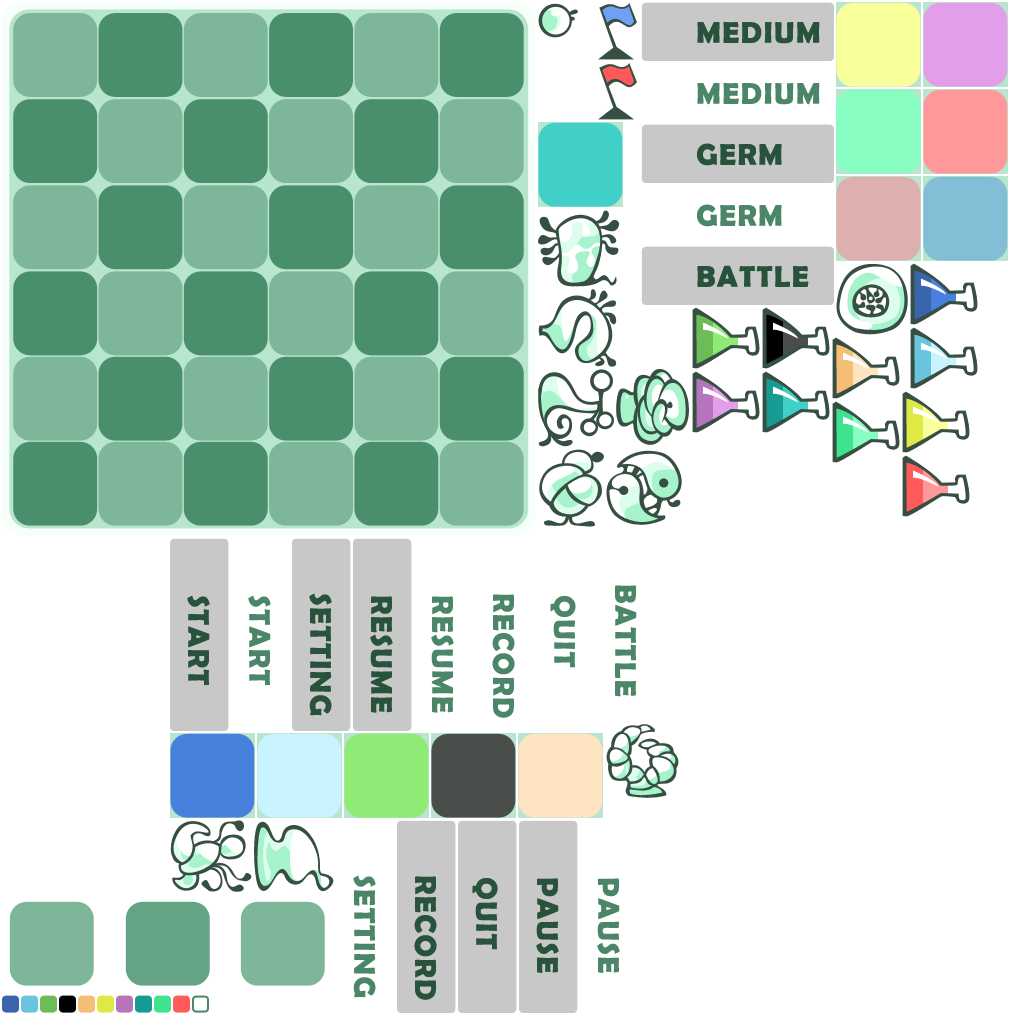 MEDIUM
MEDIUM
GERM
GERM
BATTLE
START
START
SETTING
RESUME
RESUME
RECORD
QUIT
BATTLE
SETTING
RECORD
QUIT
PAUSE
PAUSE